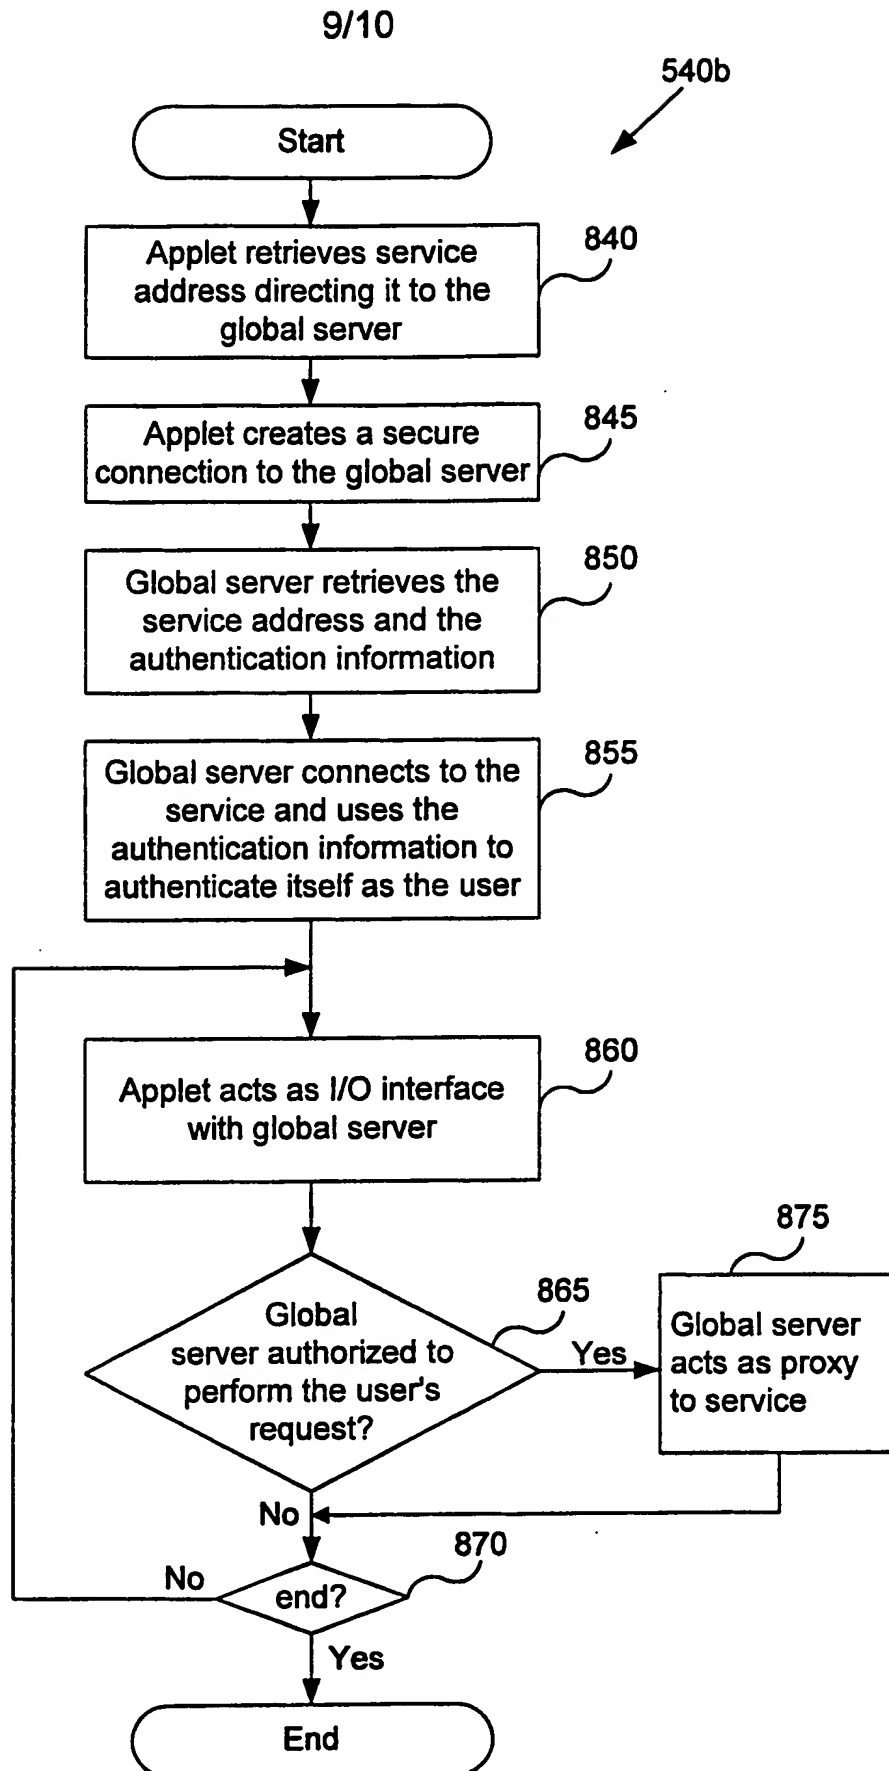 9/10
540b
Start
Applet retrieves service
address directing it to the
global server
840
Applet creates a secure
connection to the global server
845
Global server retrieves the
service address and the
authentication information
850
Global server connects to the
service and uses the
authentication information to
authenticate itself as the user
855
Applet acts as I/O interface
with global server
860
Global
server authorized to
perform the user's
request?
865
Yes
875
Global server
acts as proxy
to service
No
end?
870
No
Yes
End